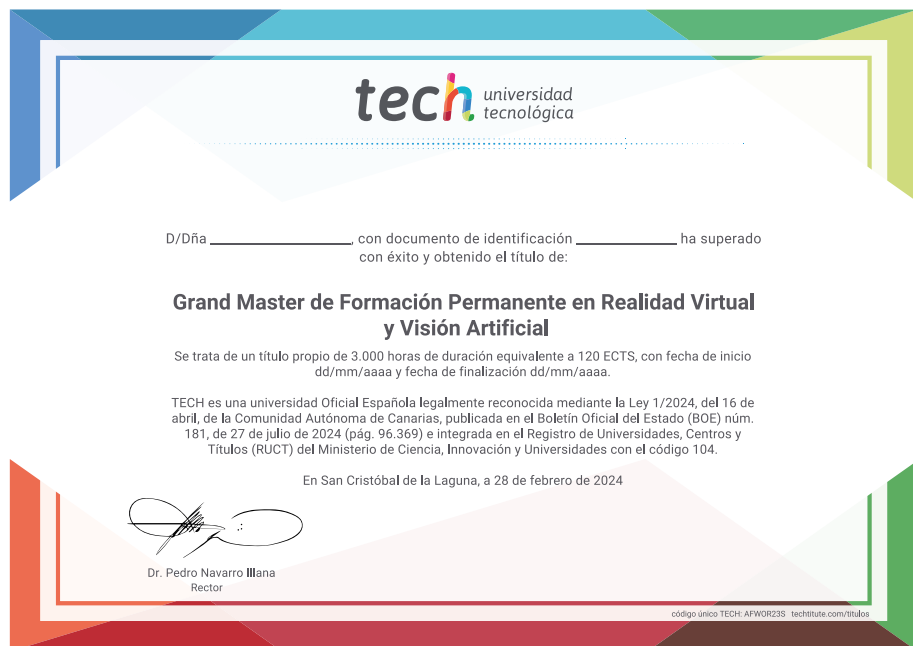 tech universidad
tecnológica
D/Dña ____________________, con documento de identificación ______________ ha superado
con éxito y obtenido el título de:
Grand Master de Formación Permanente en Realidad Virtual
y Visión Artificial
Se trata de un título propio de 3.000 horas de duración equivalente a 120 ECTS, con fecha de inicio
dd/mm/aaaa y fecha de finalización dd/mm/aaaa.
TECH es una universidad Oficial Española legalmente reconocida mediante la Ley 1/2024, del 16 de
abril, de la Comunidad Autónoma de Canarias, publicada en el Boletín Oficial del Estado (BOE) núm.
181, de 27 de julio de 2024 (pág. 96.369) e integrada en el Registro de Universidades, Centros y
Títulos (RUCT) del Ministerio de Ciencia, Innovación y Universidades con el código 104.
En San Cristóbal de la Laguna, a 28 de febrero de 2024
Dr. Pedro Navarro Illana
Rector
código único TECH: AFWOR23S techtitute.com/titulos